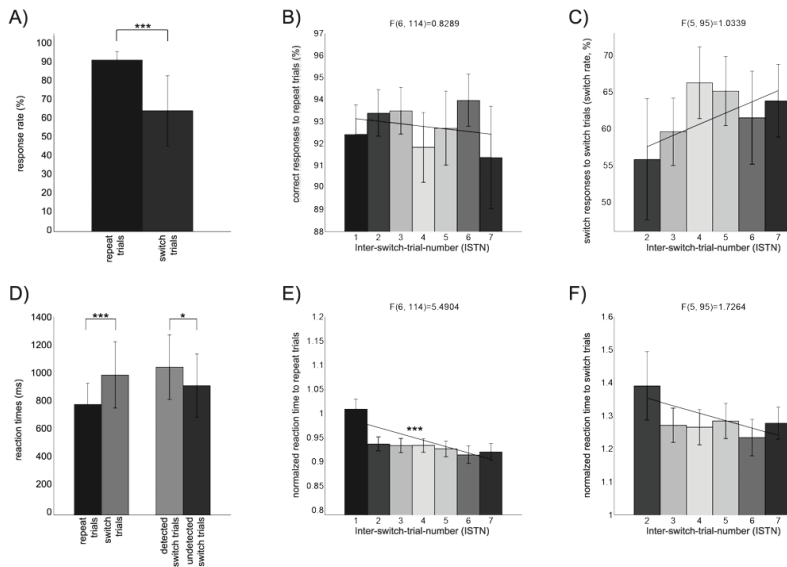 A)
***
response rate (%)
100
90
80
70
60
50
40
30
20
10
0
repeat
trials
switch
trials
B)
F(6, 114)=0.8289
correct responses to repeat trials (%)
97
96
95
94
93
92
91
90
89
88
1 2 3 4 5 6 7
Inter-switch-trial-number (ISTN)
C)
F(5, 95)=1.0339
switch responses to switch trials (switch rate, %)
75
70
65
60
55
50
2 3 4 5 6 7
Inter-switch-trial-number (ISTN)
D)
***
*
reaction times (ms)
1400
1200
1000
800
600
400
200
0
repeat
trials
switch
trials
detected
switch trials
undetected
switch trials
E)
F(6, 114)=5.4904
normalized reaction time to repeat trials
1.2
1.15
1.1
1.05
1
0.95
0.9
0.85
0.8
***
1 2 3 4 5 6 7
Inter-switch-trial-number (ISTN)
F)
F(5, 95)=1.7264
normalzed reaction time to switch trials
1.6
1.5
1.4
1.3
1.2
1.1
1
2 3 4 5 6 7
Inter-switch-trial-number (ISTN)